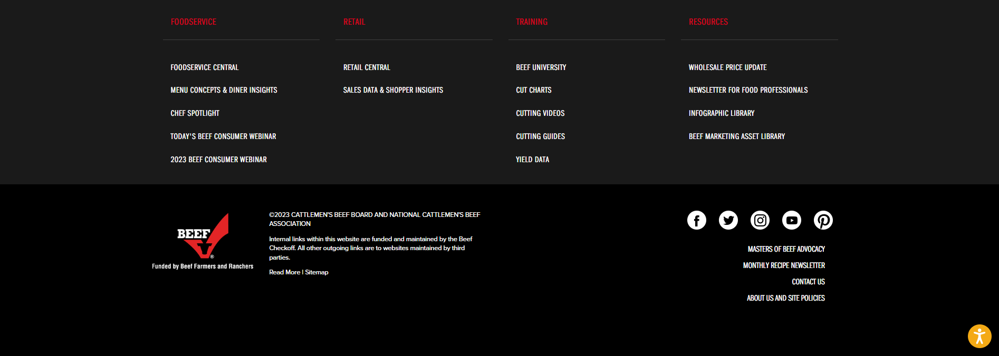 FOODSERVICE
FOODSERVICE CENTRAL
MENU CONCEPTS & DINER INSIGHTS
CHEF SPOTLIGHT
TODAY'S BEEF CONSUMER WEBINAR
2023 BEEF CONSUMER WEBINAR
RETAIL
RETAIL CENTRAL
SALES DATA & SHOPPER INSIGHTS
TRAINING
BEEF UNIVERSITY
CUT CHARTS
CUTTING VIDEOS
CUTTING GUIDES
YIELD DATA
RESOURCES
WHOLESALE PRICE UPDATE
NEWSLETTER FOR FOOD PROFESSIONALS
INFOGRAPHIC LIBRARY
BEEF MARKETING ASSET LIBRARY
BEEF
®
Funded by Beef Farmers and Ranchers
©2023 CATTLEMEN'S BEEF BOARD AND NATIONAL CATTLEMEN'S BEEF
ASSOCIATION
Internal links within this website are funded and maintained by the Beef
Checkoff. All other outgoing links are to websites maintained by third
parties.
Read More | Sitemap
MASTERS OF BEEF ADVOCACY
MONTHLY RECIPE NEWSLETTER
CONTACT US
ABOUT US AND SITE POLICIES